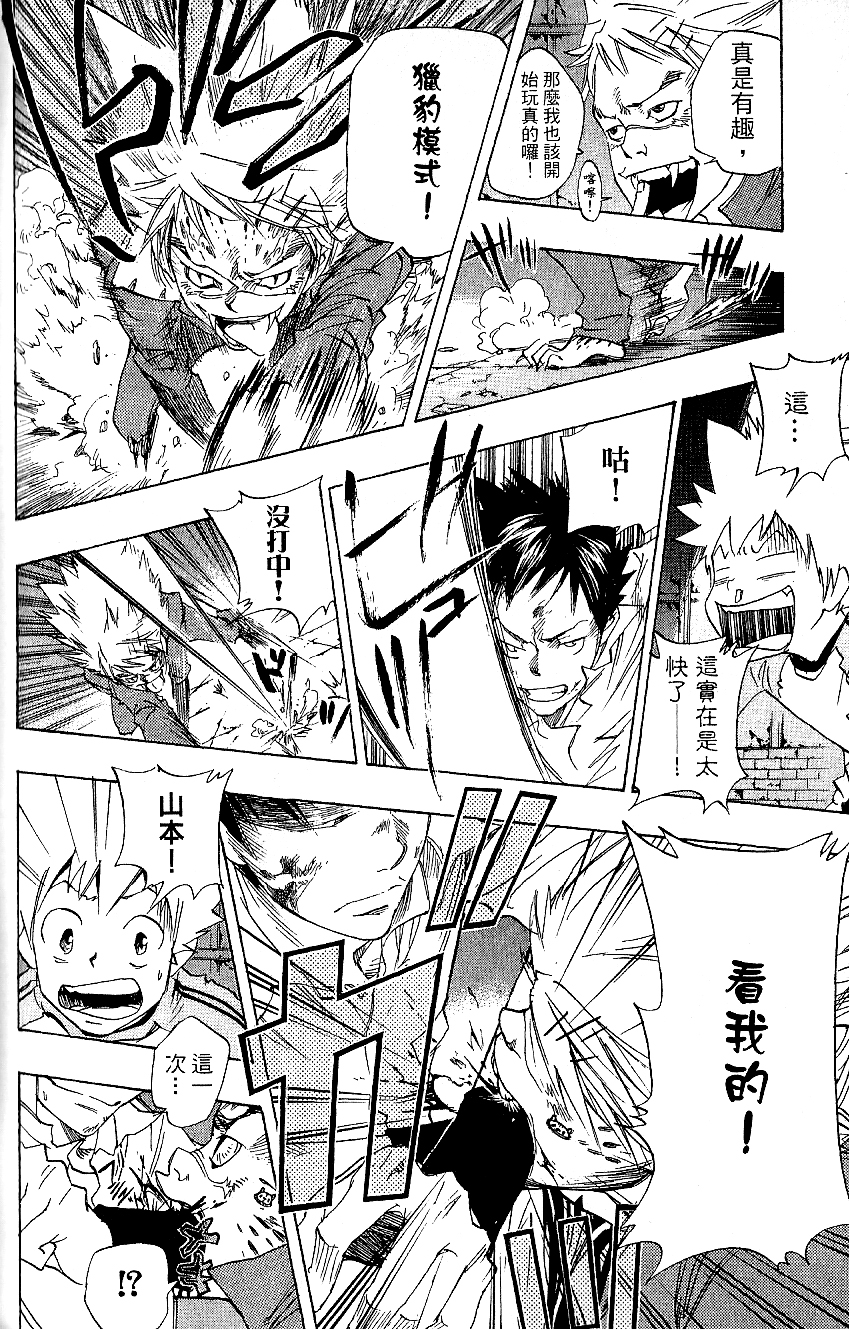 真是有趣，
那麼我也該開
始玩真的囉！
獵豹模式！
這…
這實在是太
快了——！
咕！
沒打中！
看我的！
山本！
這一
次…
!?